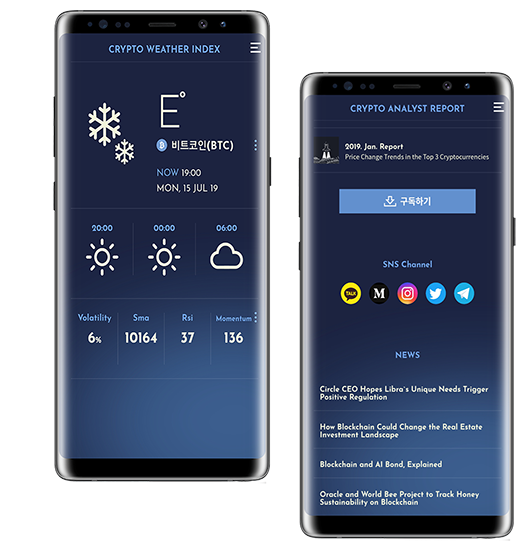 CRYPTO WEATHER INDEX
E°
비트코인(BTC)
NOW 19:00
MON, 15 JUL 19
20:00 00:00 06:00
Volatility Sma Rsi Momentum
6% 10164 37 136
CRYPTO ANALYST REPORT
2019. Jan. Report
Price Change Trends in the Top 3 Cryptocurrencies
구독하기
SNS Channel
TALK
M
NEWS
Circle CEO Hopes Libra's Unique Needs Trigger
Positive Regulation
How Blockchain Could Change the Real Estate
Investment Landscape
Blockchain and AI Bond, Explained
Oracle and World Bee Project to Track Honey
Sustainability on Blockchain